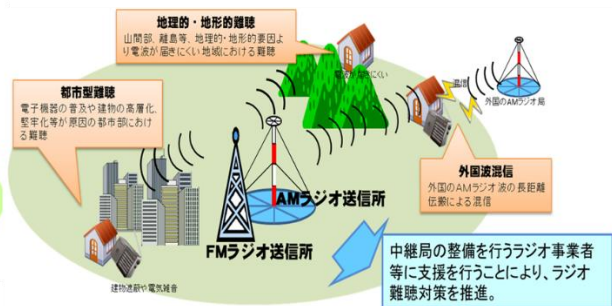 地理的・地形的難聴
山間部、離島等、地理的・地形的要因よ
り電波が届きにくい地域における難聴
電波が届きにくい
混信
外国のAMラジオ局
都市型難聴
電子機器の普及や建物の高層化、
堅牢化等が原因の都市部におけ
る難聴
外国波混信
外国のAMラジオ波の長距離
伝搬による混信
AMラジオ送信所
FMラジオ送信所
建物遮蔽や電気雑音
中継局の整備を行うラジオ事業者
等に支援を行うことにより、ラジオ
難聴対策を推進。